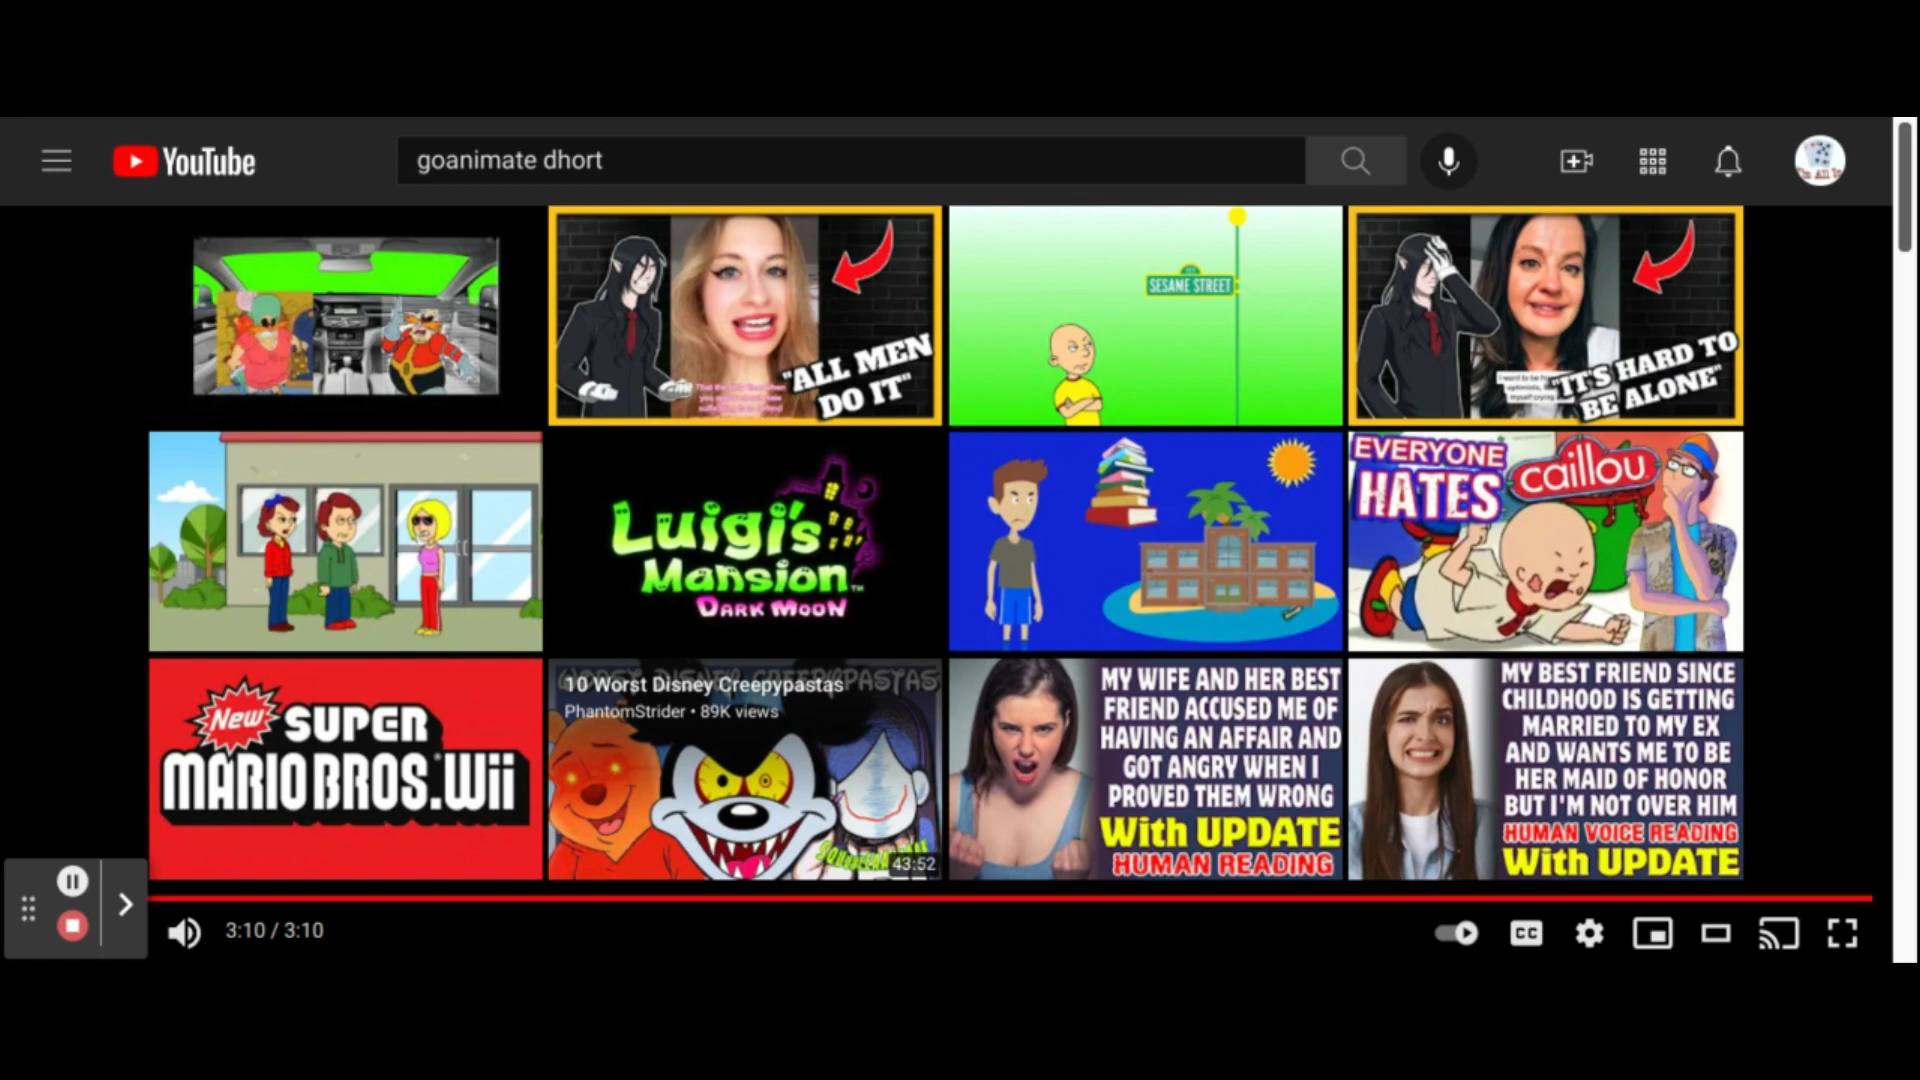 YouTube
goanimate dhort
"ALL MEN
DO IT"
SESAME STREET
"IT'S HARD TO
BE ALONE"
Luigi's
Mansion™
DARK MOON
EVERYONE
HATES
caillou
New SUPER
MARIO BROS.Wii
10 Worst Disney Creepypastas
PhantomStrider • 89K views
43:52
MY WIFE AND HER BEST
FRIEND ACCUSED ME OF
HAVING AN AFFAIR AND
GOT ANGRY WHEN I
PROVED THEM WRONG
With UPDATE
HUMAN READING
MY BEST FRIEND SINCE
CHILDHOOD IS GETTING
MARRIED TO MY EX
AND WANTS ME TO BE
HER MAID OF HONOR
BUT I'M NOT OVER HIM
HUMAN VOICE READING
With UPDATE
3:10 / 3:10
CC